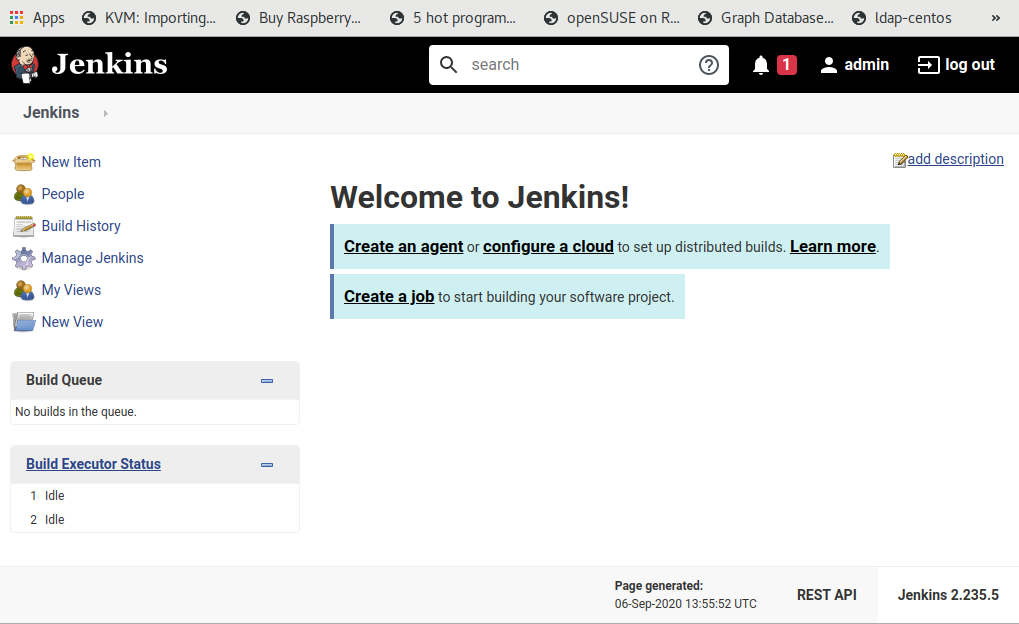 Apps KVM: Importing... Buy Raspberry... 5 hot program... openSUSE on R... Graph Database... ldap-centos »
Jenkins search 1 admin log out
Jenkins
New Item
People
Build History
Manage Jenkins
My Views
New View
Build Queue
No builds in the queue.
Build Executor Status
1 Idle
2 Idle
add description
Welcome to Jenkins!
Create an agent or configure a cloud to set up distributed builds. Learn more.
Create a job to start building your software project.
Page generated:
06-Sep-2020 13:55:52 UTC
REST API
Jenkins 2.235.5